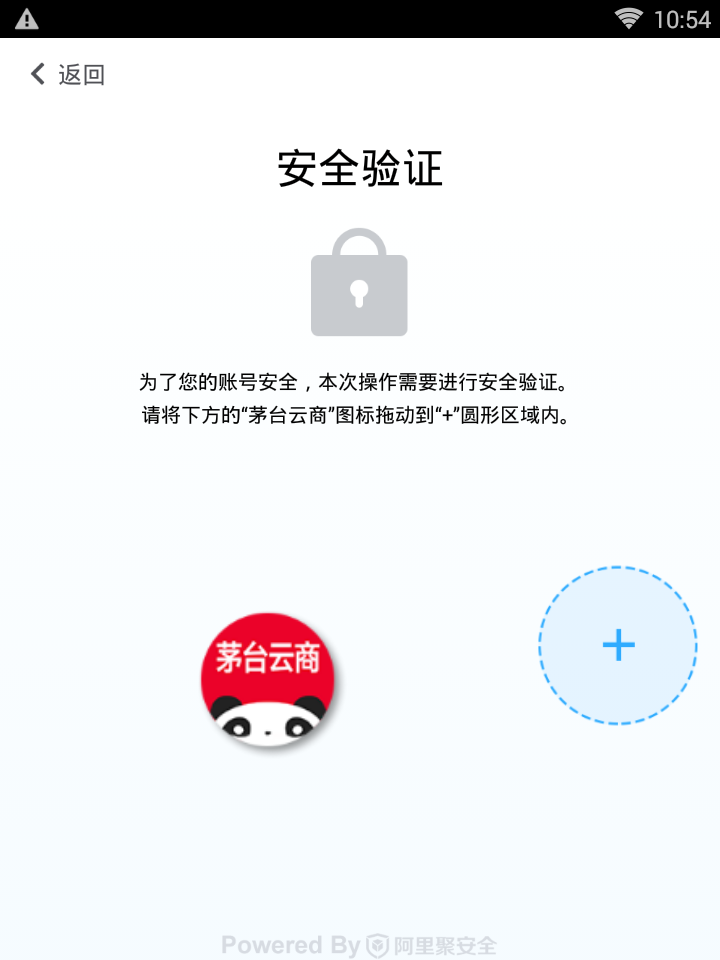 10:54
返回
安全验证
为了您的账号安全，本次操作需要进行安全验证。
请将下方的“茅台云商”图标拖动到“+”圆形区域内。
茅台云商
+
Powered By 阿里聚安全